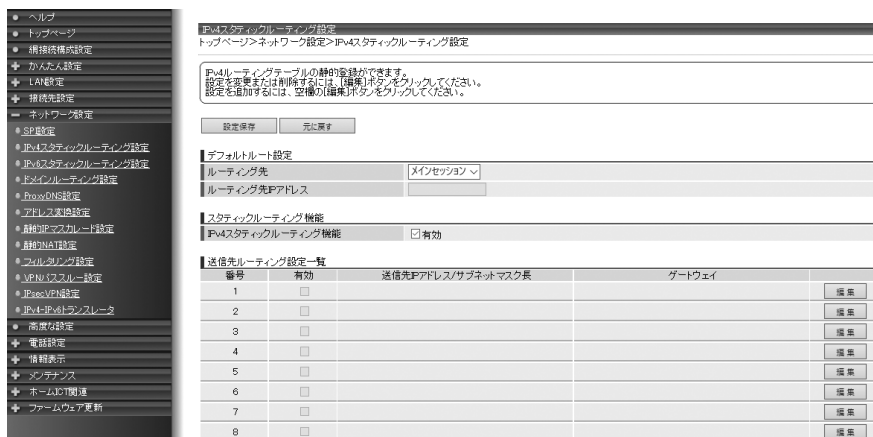 ヘルプ
トップページ
網接続構成設定
かんたん設定
LAN設定
接続先設定
ネットワーク設定
SPI設定
IPv4スタティックルーティング設定
IPv6スタティックルーティング設定
ドメインルーティング設定
ProxyDNS設定
アドレス変換設定
静的IPマスカレード設定
静的NAT設定
フィルタリング設定
VPNパススルー設定
IPsecVPN設定
IPv4-IPv6トランスレータ
高度な設定
電話設定
情報表示
メンテナンス
ホームICT関連
ファームウェア更新
IPv4スタティックルーティング設定
トップページ>ネットワーク設定>IPv4スタティックルーティング設定
IPv4ルーティングテーブルの静的登録ができます。
設定を変更または削除するには、[編集]ボタンをクリックしてください。
設定を追加するには、空欄の[編集]ボタンをクリックしてください。
設定保存 元に戻す
デフォルトルート設定
ルーティング先 メインセッション
ルーティング先IPアドレス
スタティックルーティング機能
IPv4スタティックルーティング機能 有効
送信先ルーティング設定一覧
番号 有効 送信先IPアドレス/サブネットマスク長 ゲートウェイ
1 編集
2 編集
3 編集
4 編集
5 編集
6 編集
7 編集
8 編集